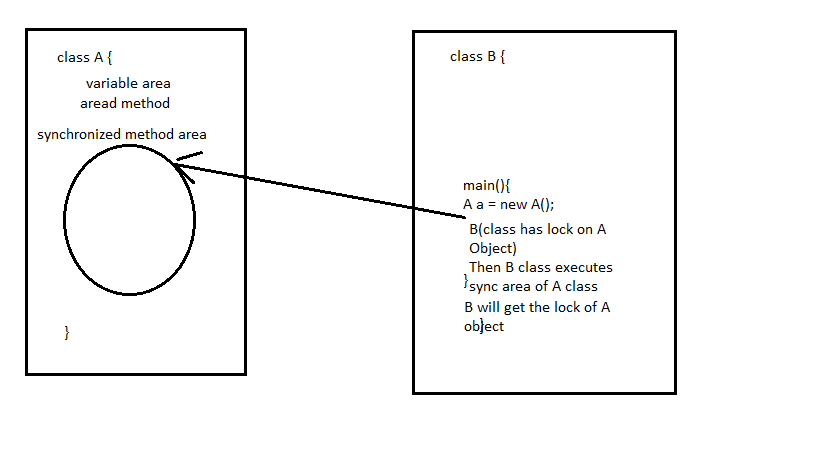 class A {
variable area
aread method
synchronized method area
}
class B {
main(){
A a = new A();
B(class has lock on A
Object)
Then B class executes
} sync area of A class
B will get the lock of A
object
}